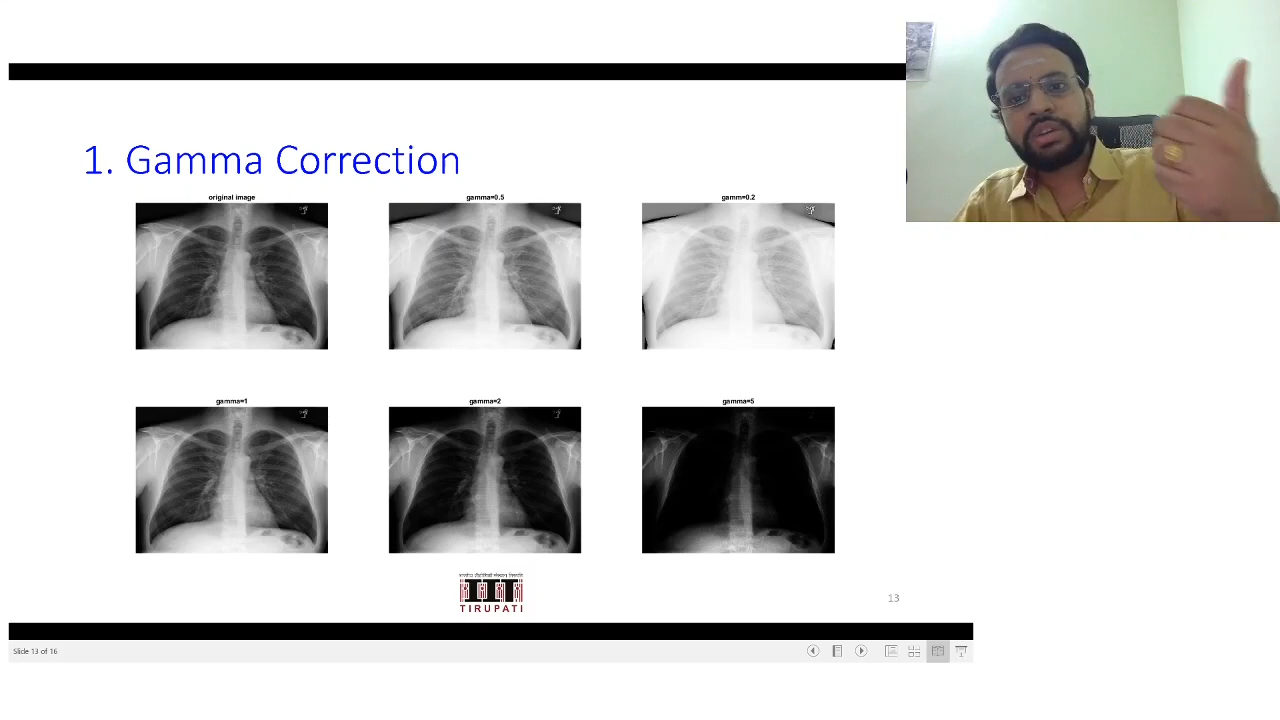 1. Gamma Correction
original image
gamma=0.5
gamm=0.2
gamma=1
gamma=2
gamma=5
TIRUPATI
13
Slide 13 of 16